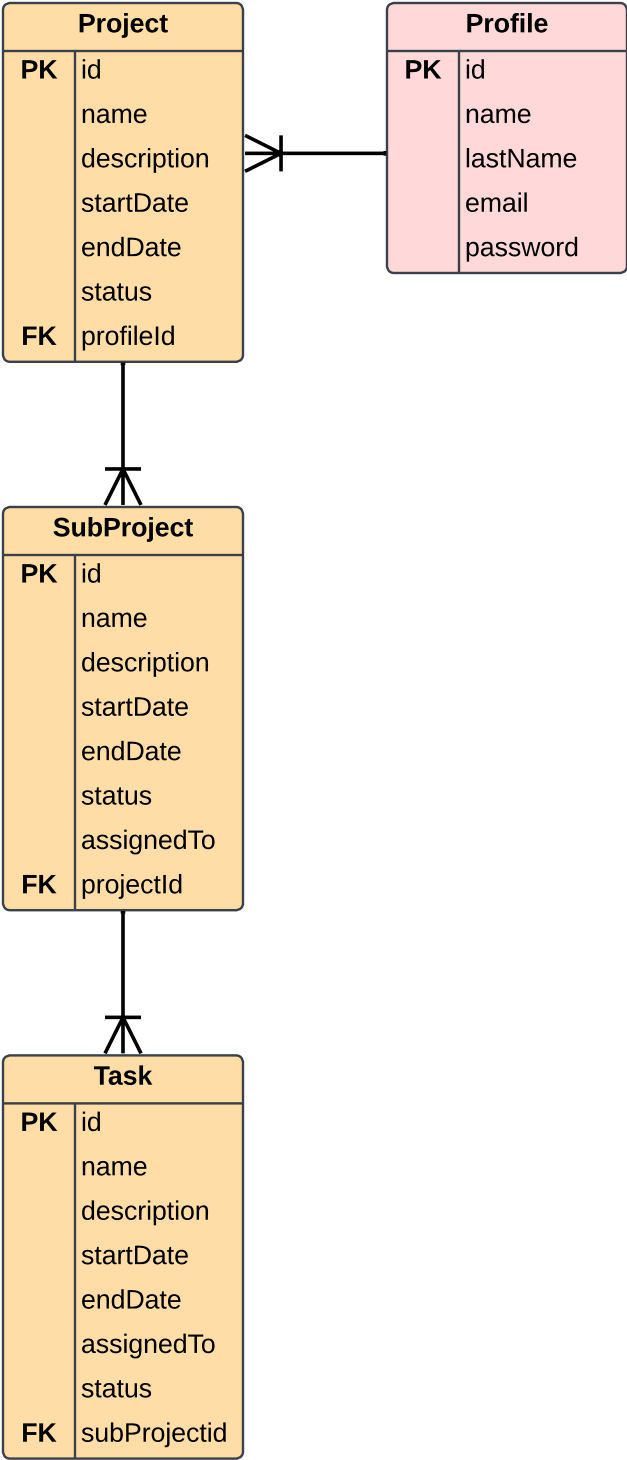 Project
PK id
name
description
startDate
endDate
status
FK profileId
Profile
PK id
name
lastName
email
password
SubProject
PK id
name
description
startDate
endDate
status
assignedTo
FK projectId
Task
PK id
name
description
startDate
endDate
assignedTo
status
FK subProjectid